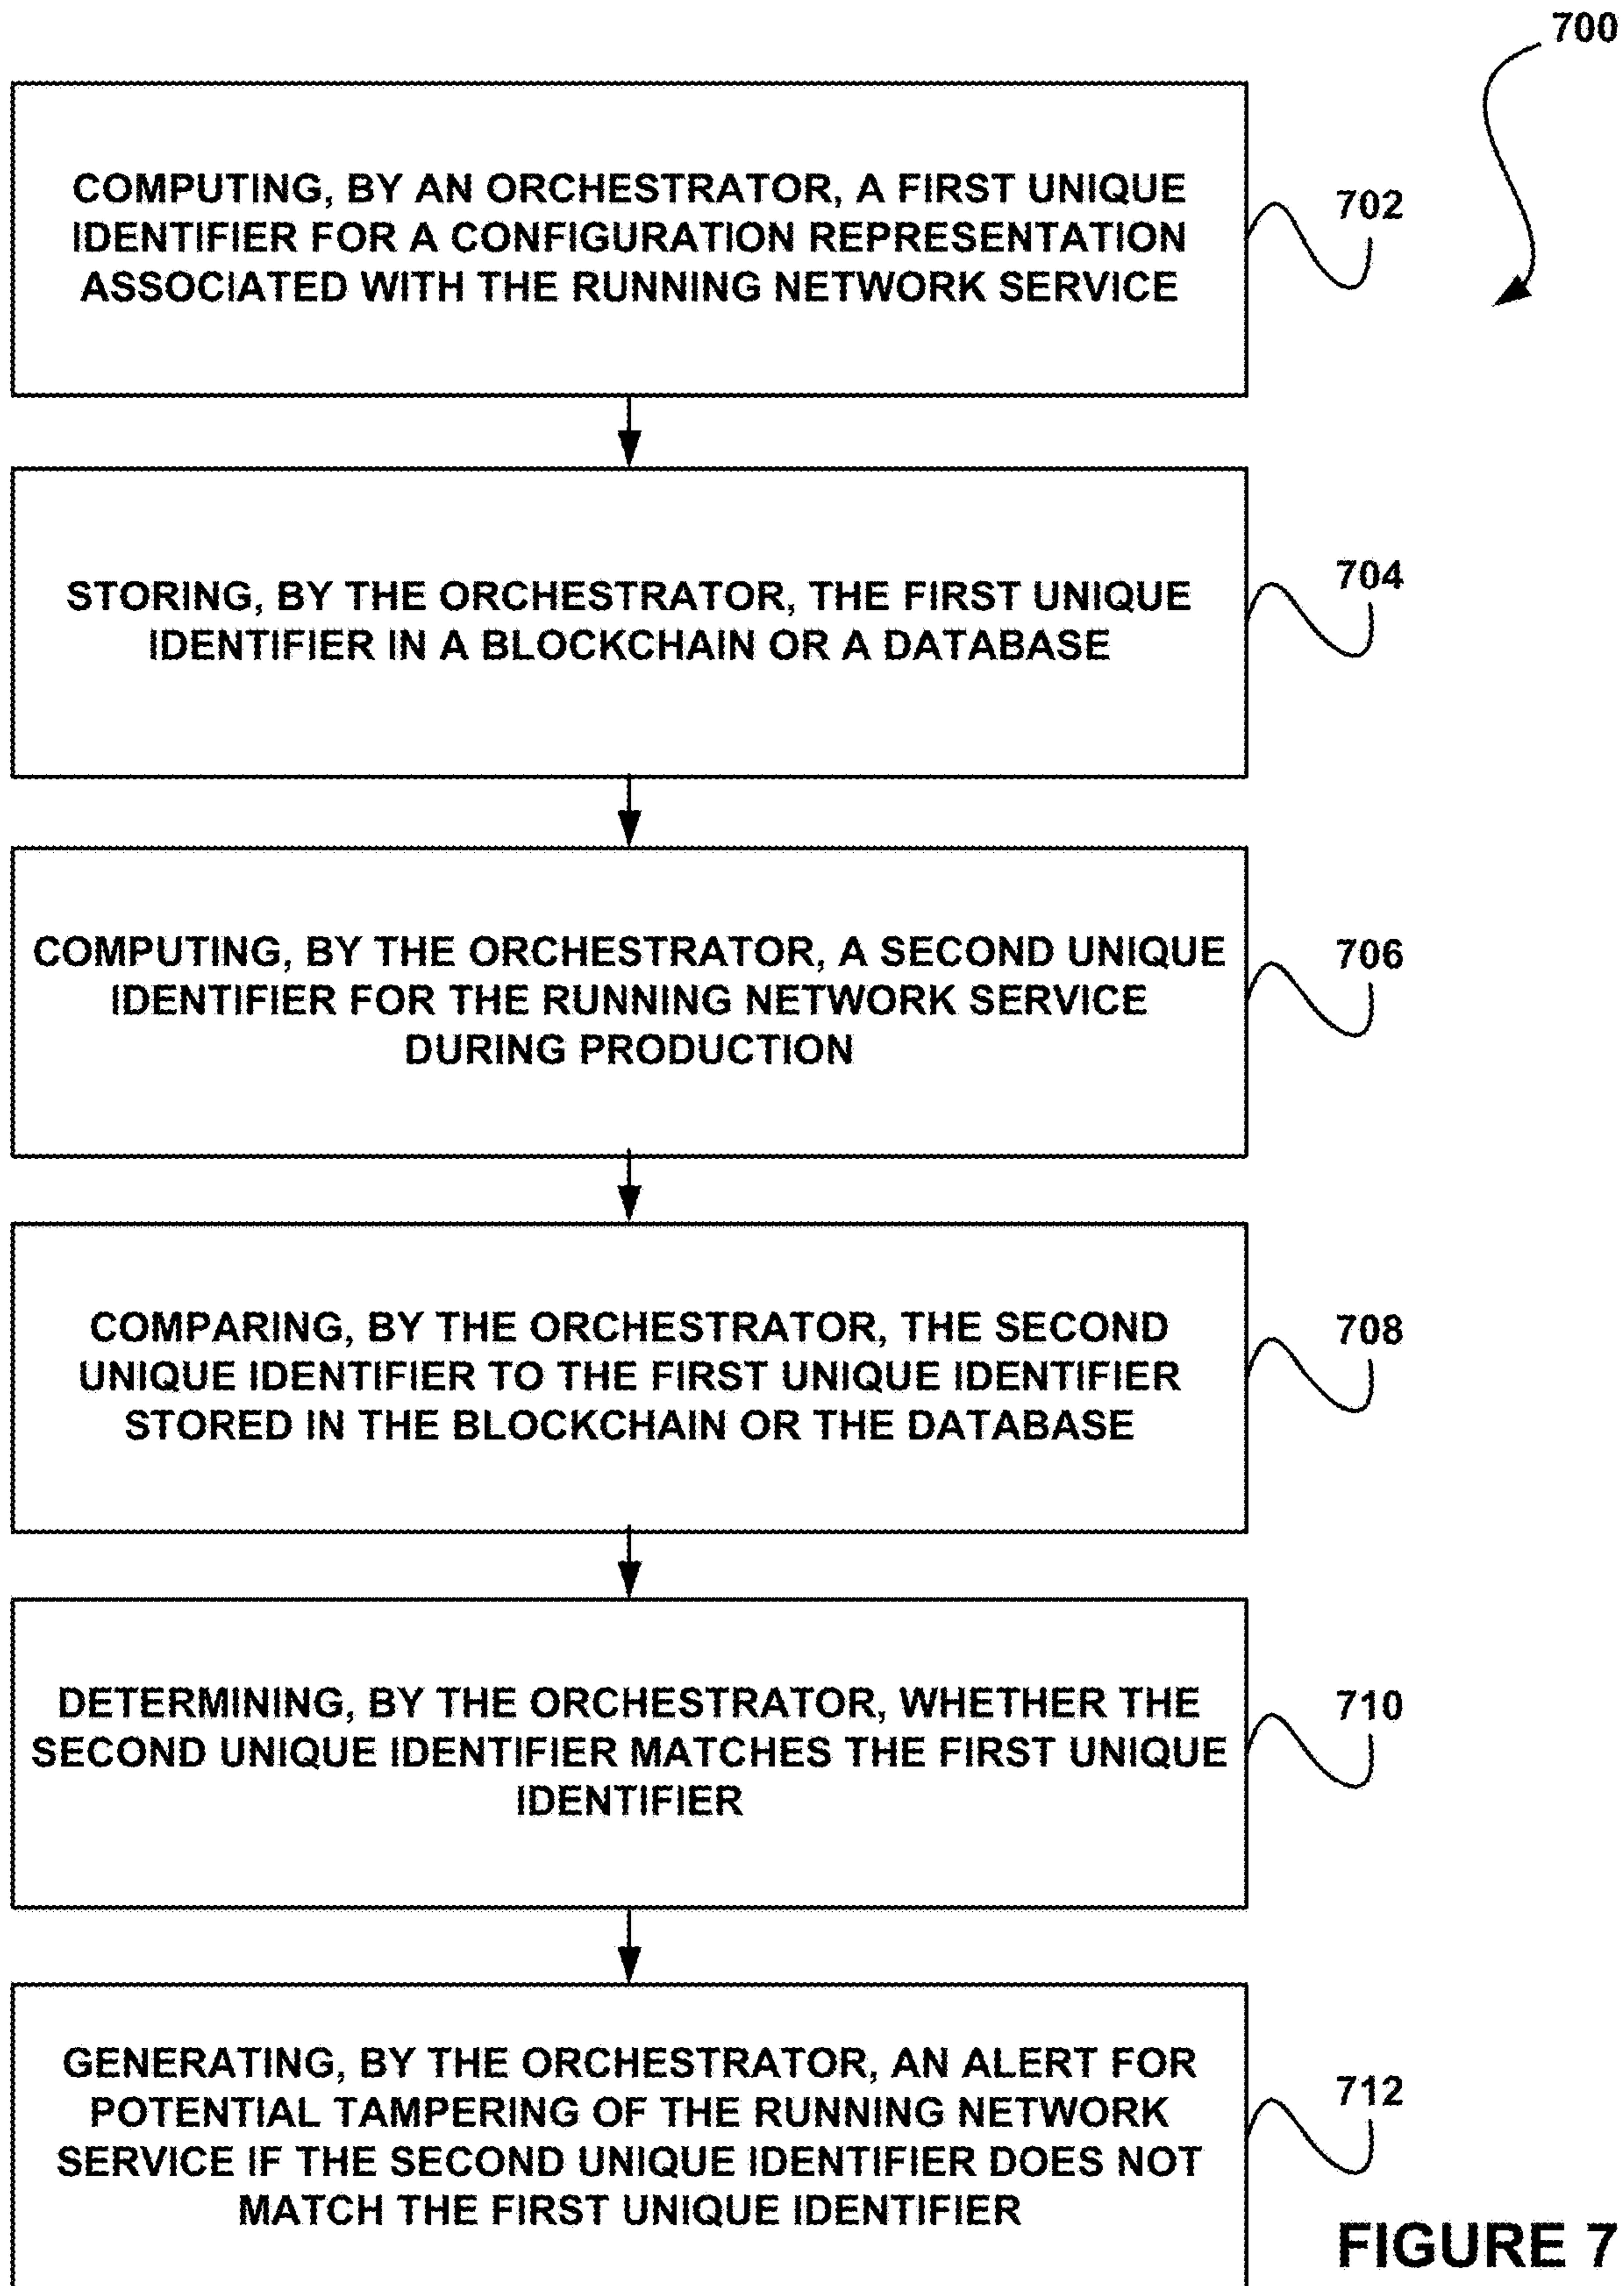 700
COMPUTING, BY AN ORCHESTRATOR, A FIRST UNIQUE
IDENTIFIER FOR A CONFIGURATION REPRESENTATION
ASSOCIATED WITH THE RUNNING NETWORK SERVICE
702
STORING, BY THE ORCHESTRATOR, THE FIRST UNIQUE
IDENTIFIER IN A BLOCKCHAIN OR A DATABASE
704
COMPUTING, BY THE ORCHESTRATOR, A SECOND UNIQUE
IDENTIFIER FOR THE RUNNING NETWORK SERVICE
DURING PRODUCTION
706
COMPARING, BY THE ORCHESTRATOR, THE SECOND
UNIQUE IDENTIFIER TO THE FIRST UNIQUE IDENTIFIER
STORED IN THE BLOCKCHAIN OR THE DATABASE
708
DETERMINING, BY THE ORCHESTRATOR, WHETHER THE
SECOND UNIQUE IDENTIFIER MATCHES THE FIRST UNIQUE
IDENTIFIER
710
GENERATING, BY THE ORCHESTRATOR, AN ALERT FOR
POTENTIAL TAMPERING OF THE RUNNING NETWORK
SERVICE IF THE SECOND UNIQUE IDENTIFIER DOES NOT
MATCH THE FIRST UNIQUE IDENTIFIER
712
FIGURE 7